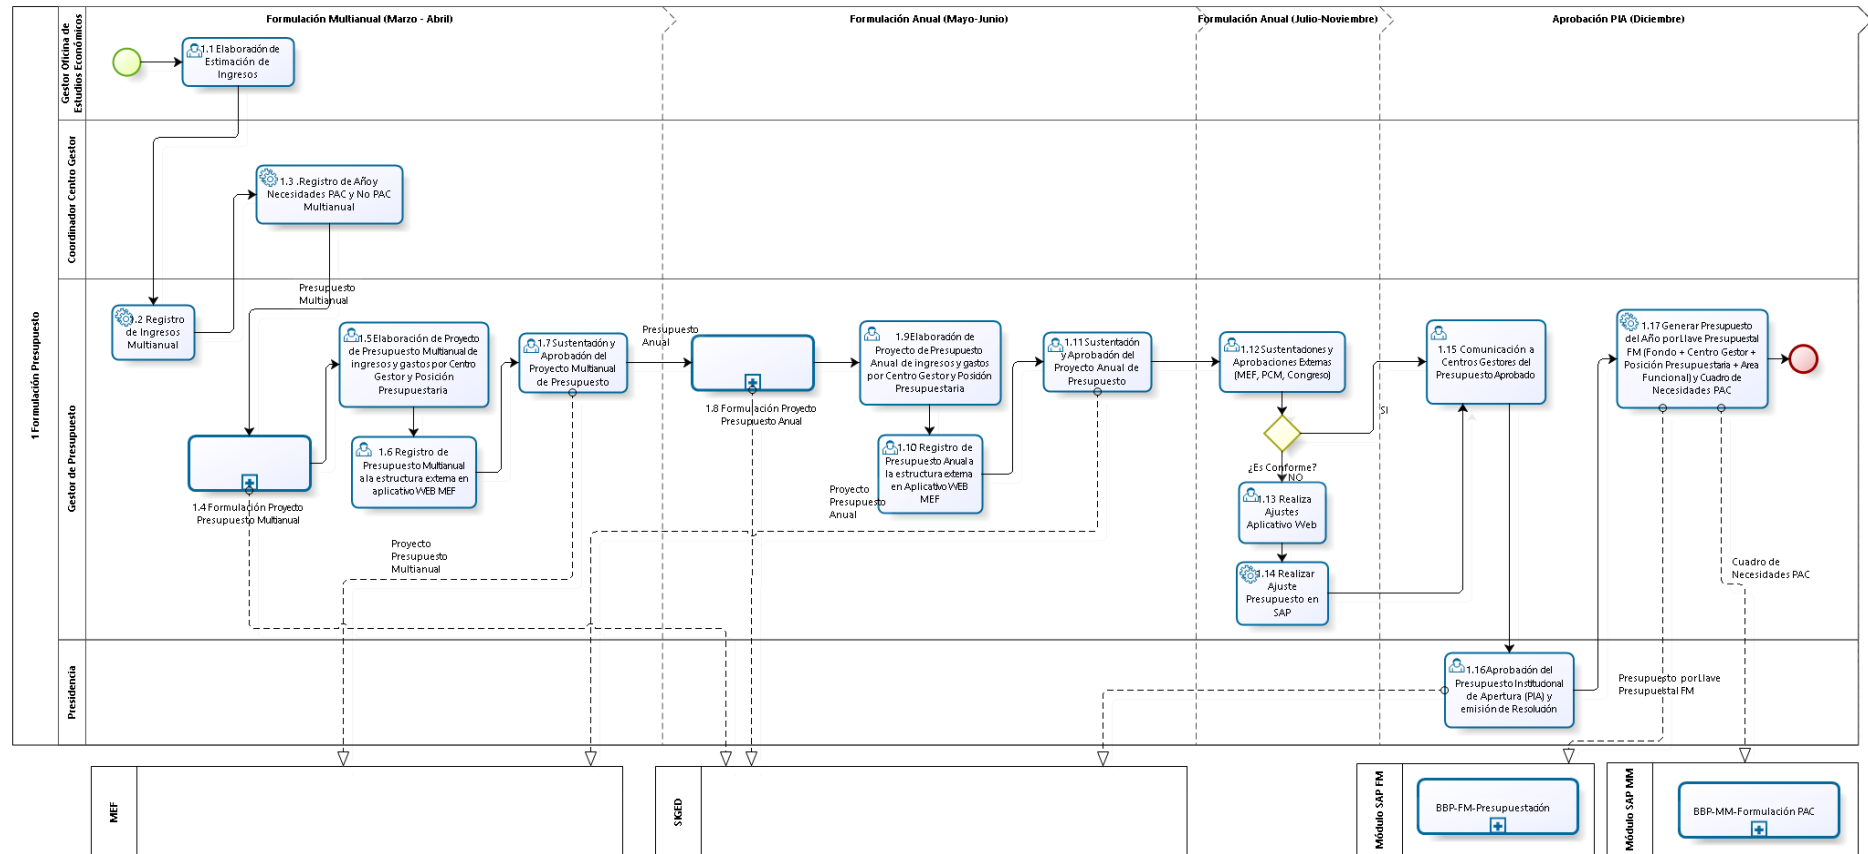 Formulación Multianual (Marzo - Abril)
Formulación Anual (Mayo-Junio)
Formulación Anual (Julio-Noviembre)
Aprobación PIA (Diciembre)
1 Formulación Presupuesto
Gestor Oficina de
Estudios Económicos
1.1 Elaboración de
Estimación de
Ingresos
Coordinador Centro Gestor
1.3 .Registro de Año y
Necesidades PAC y No PAC
Multianual
Gestor de Presupuesto
Presupuesto
Multianual
1.2 Registro
de Ingresos
Multianual
1.4 Formulación Proyecto
Presupuesto Multianual
1.5 Elaboración de Proyecto
de Presupuesto Multianual de
ingresos y gastos por Centro
Gestor y Posición
Presupuestaria
1.6 Registro de
Presupuesto Multianual
a la estructura externa en
aplicativo WEB MEF
1.7 Sustentación y
Aprobación del
Proyecto Multianual
de Presupuesto
Presupuesto
Anual
Proyecto
Presupuesto
Multianual
1.8 Formulación Proyecto
Presupuesto Anual
1.9 Elaboración de
Proyecto de Presupuesto
Anual de ingresos y gastos
por Centro Gestor y Posición
Presupuestaria
1.10 Registro de
Presupuesto Anual a
la estructura externa
en Aplicativo WEB
MEF
Proyecto
Presupuesto
Anual
1.11 Sustentación
y Aprobación del
Proyecto Anual de
Presupuesto
1.12 Sustentaciones y
Aprobaciones Externas
(MEF, PCM, Congreso)
¿Es Conforme?
SI
NO
1.13 Realiza
Ajustes
Aplicativo Web
1.14 Realizar
Ajuste
Presupuesto en
SAP
1.15 Comunicación a
Centros Gestores del
Presupuesto Aprobado
1.17 Generar Presupuesto
del Año por Llave Presupuestal
FM (Fondo + Centro Gestor +
Posición Presupuestaria + Area
Funcional) y Cuadro de
Necesidades PAC
Cuadro de
Necesidades PAC
Presidencia
1.16 Aprobación del
Presupuesto Institucional
de Apertura (PIA) y
emisión de Resolución
Presupuesto por Llave
Presupuestal FM
MEF
SIGED
Módulo SAP FM
BBP-FM-Presupuestación
Módulo SAP MM
BBP-MM-Formulación PAC